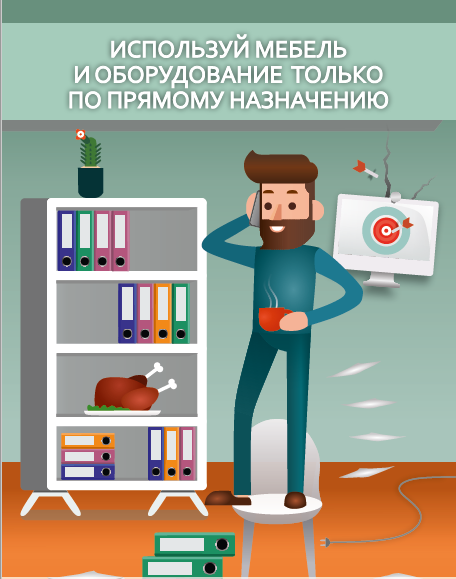 ИСПОЛЬЗУЙ МЕБЕЛЬ
И ОБОРУДОВАНИЕ ТОЛЬКО
ПО ПРЯМОМУ НАЗНАЧЕНИЮ